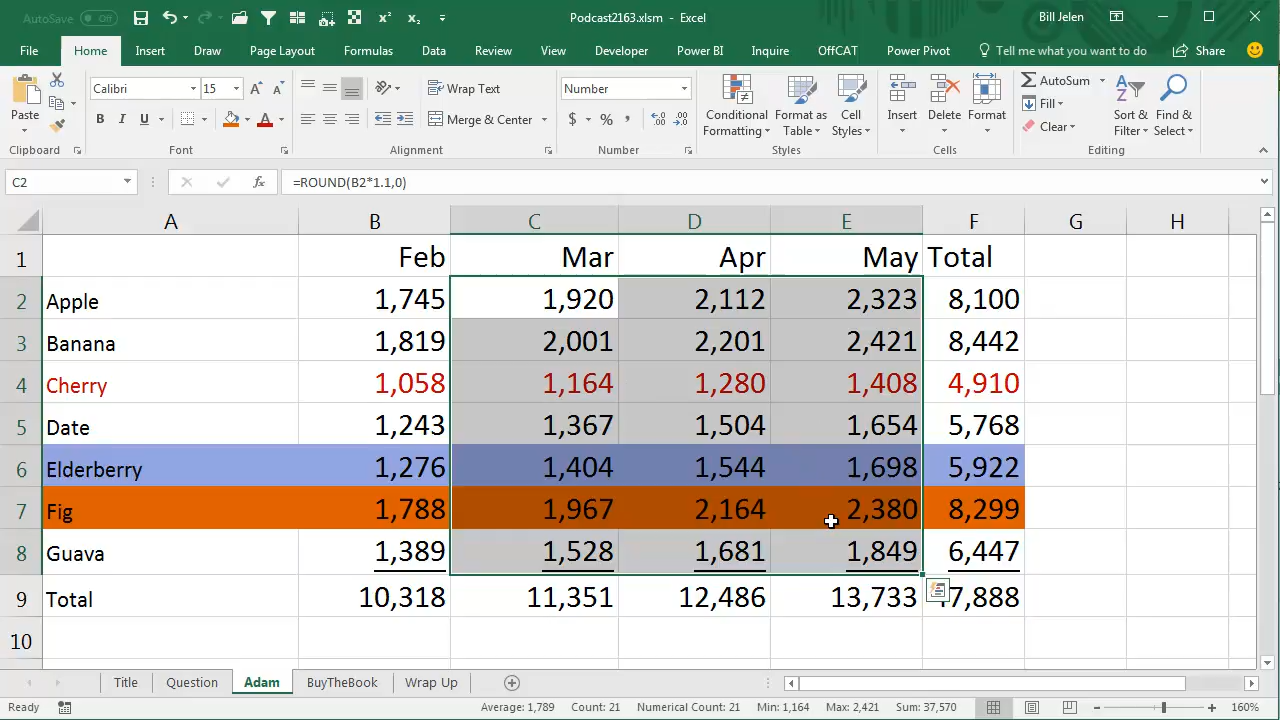 AutoSave Off Podcast2163.xlsm - Excel Bill Jelen
File Home Insert Draw Page Layout Formulas Data Review View Developer Power BI Inquire OffCAT Power Pivot Tell me what you want to do Share
Calibri 15 Wrap Text Number AutoSum
Paste Conditional Formatting Format as Table Cell Styles Insert Delete Format Fill Sort & Filter Find & Select
B I U Merge & Center $ % , Clear
Clipboard Font Alignment Number Styles Cells Editing
C2 fx =ROUND(B2*1.1,0)
A B C D E F G H
1 Feb Mar Apr May Total
2 Apple 1,745 1,920 2,112 2,323 8,100
3 Banana 1,819 2,001 2,201 2,421 8,442
4 Cherry 1,058 1,164 1,280 1,408 4,910
5 Date 1,243 1,367 1,504 1,654 5,768
6 Elderberry 1,276 1,404 1,544 1,698 5,922
7 Fig 1,788 1,967 2,164 2,380 8,299
8 Guava 1,389 1,528 1,681 1,849 6,447
9 Total 10,318 11,351 12,486 13,733 7,888
10
Title Question Adam BuyTheBook Wrap Up
Ready Average: 1,789 Count: 21 Numerical Count: 21 Min: 1,164 Max: 2,421 Sum: 37,570 160%